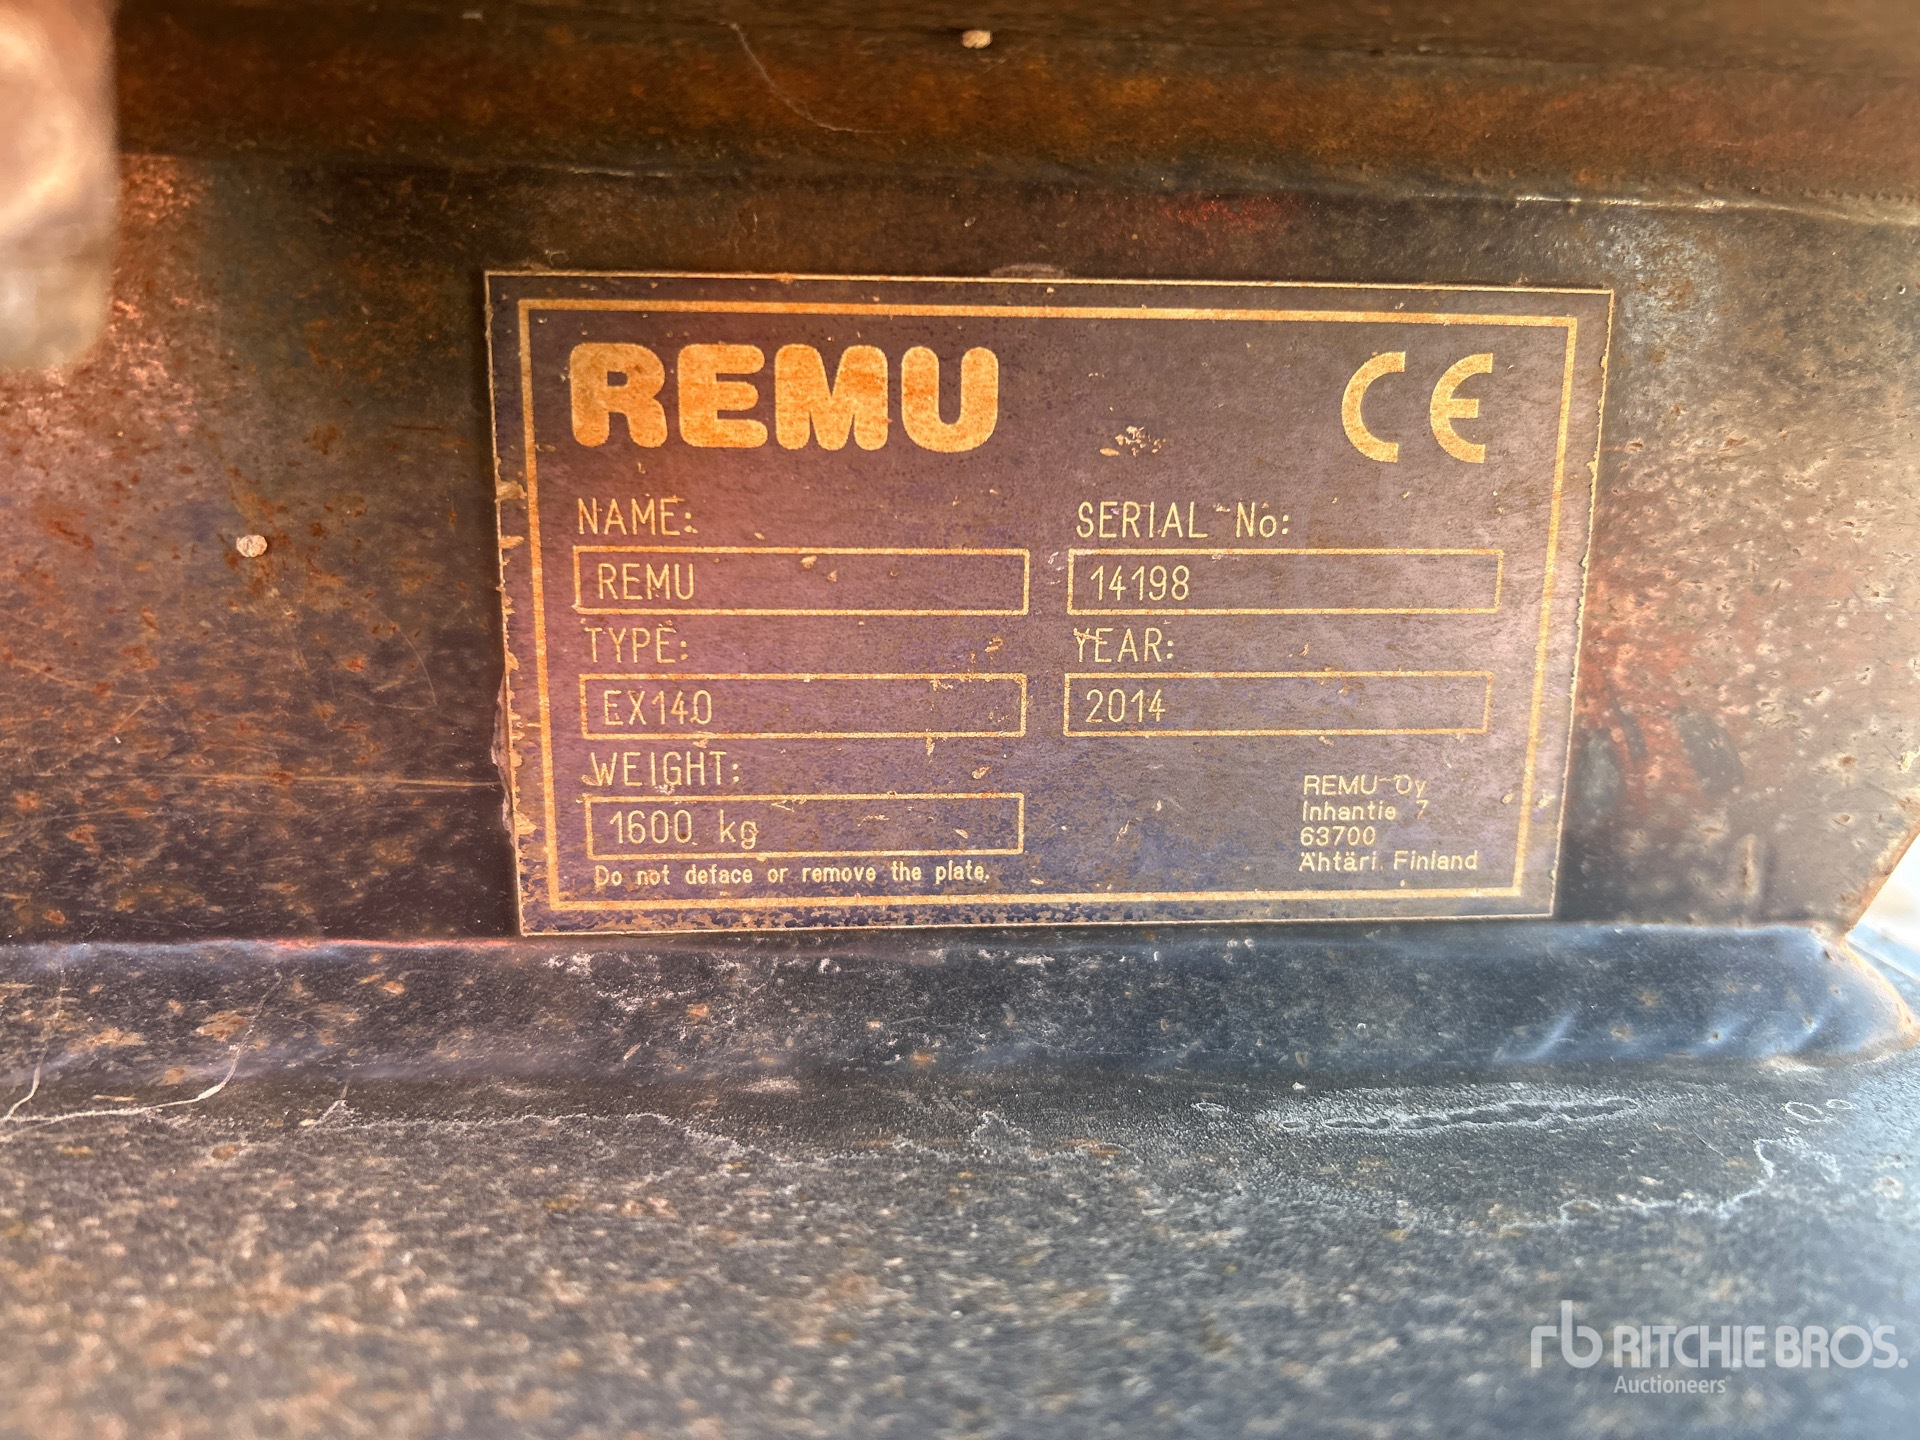 REMU CE
NAME: SERIAL No:
REMU 14198
TYPE: YEAR:
EX140 2014
WEIGHT:
1600 kg
Do not deface or remove the plate.
REMU Oy
Inhantie 7
63700
Ähtäri, Finland
rb RITCHIE BROS.
Auctioneers